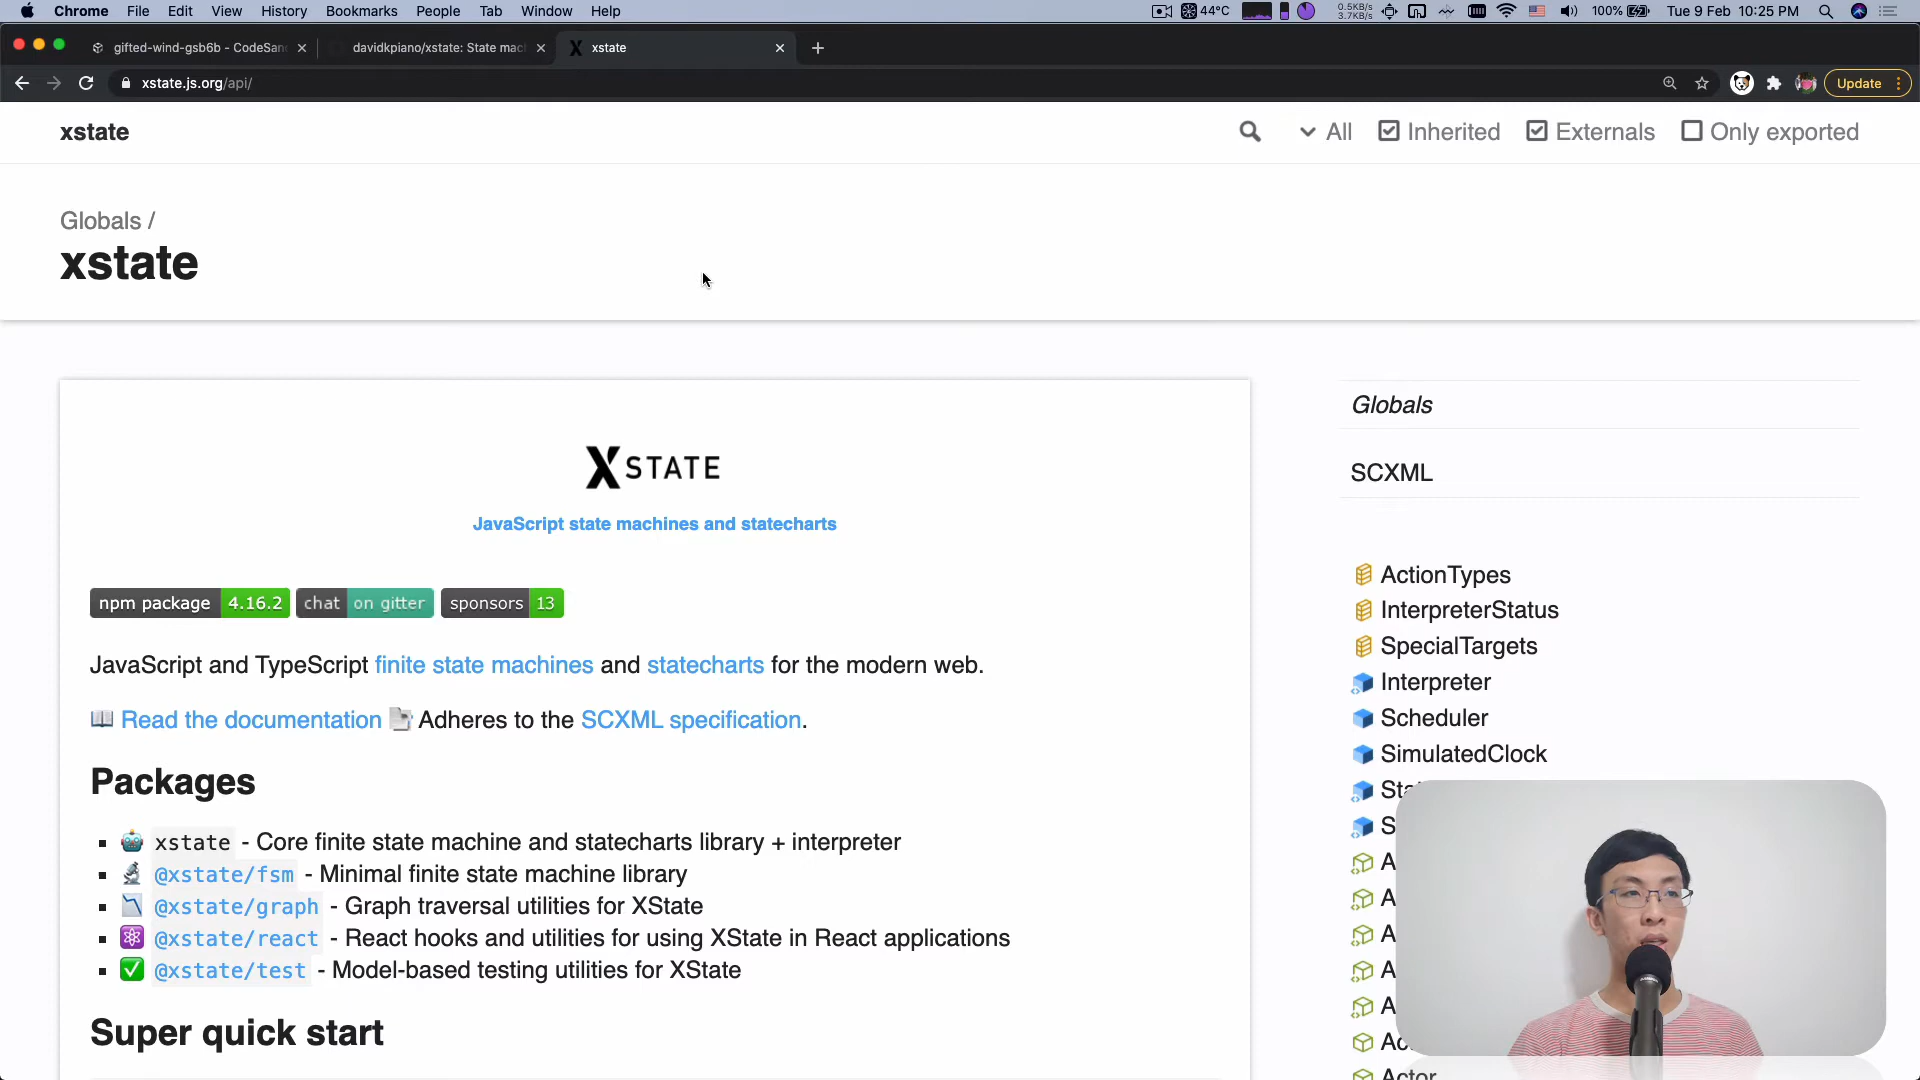 Chrome File Edit View History Bookmarks People Tab Window Help
44°C 0.5KB/s 3.7KB/s 100% Tue 9 Feb 10:25 PM
gifted-wind-gsb6b - CodeSan
davidkpiano/xstate: State mac
xstate
xstate.js.org/api/
Update
xstate
All Inherited Externals Only exported
Globals /
xstate
XSTATE
JavaScript state machines and statecharts
npm package 4.16.2 chat on gitter sponsors 13
JavaScript and TypeScript finite state machines and statecharts for the modern web.
Read the documentation Adheres to the SCXML specification.
Packages
xstate - Core finite state machine and statecharts library + interpreter
@xstate/fsm - Minimal finite state machine library
@xstate/graph - Graph traversal utilities for XState
@xstate/react - React hooks and utilities for using XState in React applications
@xstate/test - Model-based testing utilities for XState
Super quick start
Globals
SCXML
ActionTypes
InterpreterStatus
SpecialTargets
Interpreter
Scheduler
SimulatedClock
Actor